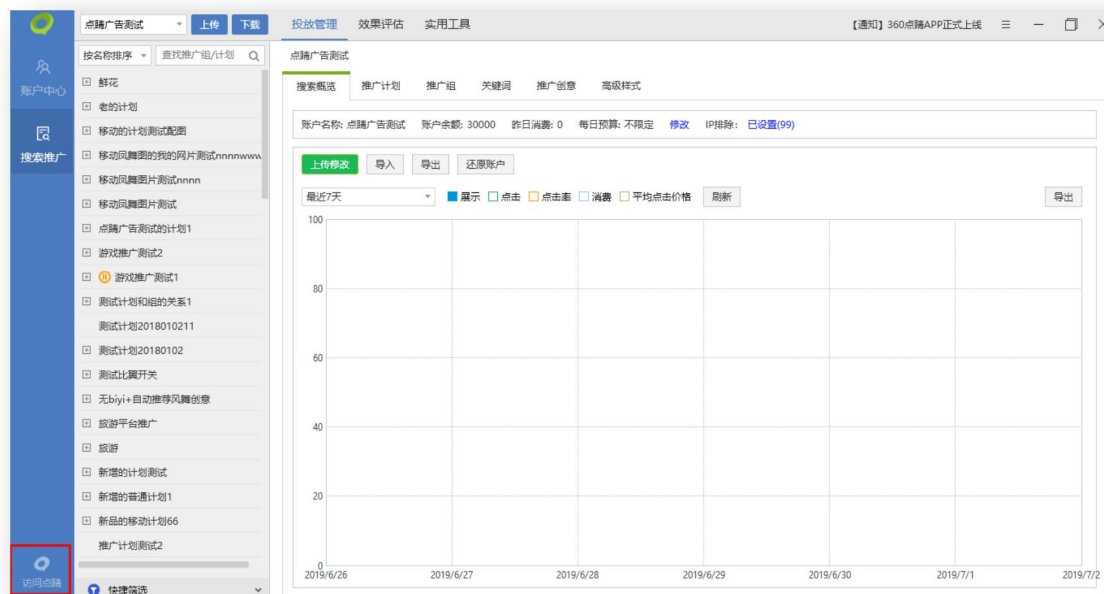 点睛广告测试 上传 下载 投放管理 效果评估 实用工具 【通知】360点睛APP正式上线
按名称排序 查找推广组/计划
账户中心
搜索推广
鲜花
老的计划
移动的计划测试配图
移动凤舞图的我的网片测试nnnnwww
移动凤舞图片测试nnnn
移动凤舞图片测试
点睛广告测试的计划1
游戏推广测试2
游戏推广测试1
测试计划和组的关系1
测试计划2018010211
测试计划20180102
测试比翼开关
无biyi+自动推荐凤舞创意
旅游平台推广
旅游
新增的计划测试
新增的普通计划1
新品的移动计划66
推广计划测试2
快捷筛选
访问点睛
点睛广告测试
搜索概览 推广计划 推广组 关键词 推广创意 高级样式
账户名称: 点睛广告测试 账户余额: 30000 昨日消费: 0 每日预算: 不限定 修改 IP排除: 已设置(99)
上传修改 导入 导出 还原账户
最近7天 展示 点击 点击率 消费 平均点击价格 刷新 导出
100
80
60
40
20
0
2019/6/26 2019/6/27 2019/6/28 2019/6/29 2019/6/30 2019/7/1 2019/7/2